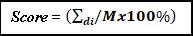 Score = (∑di/Mx100%)